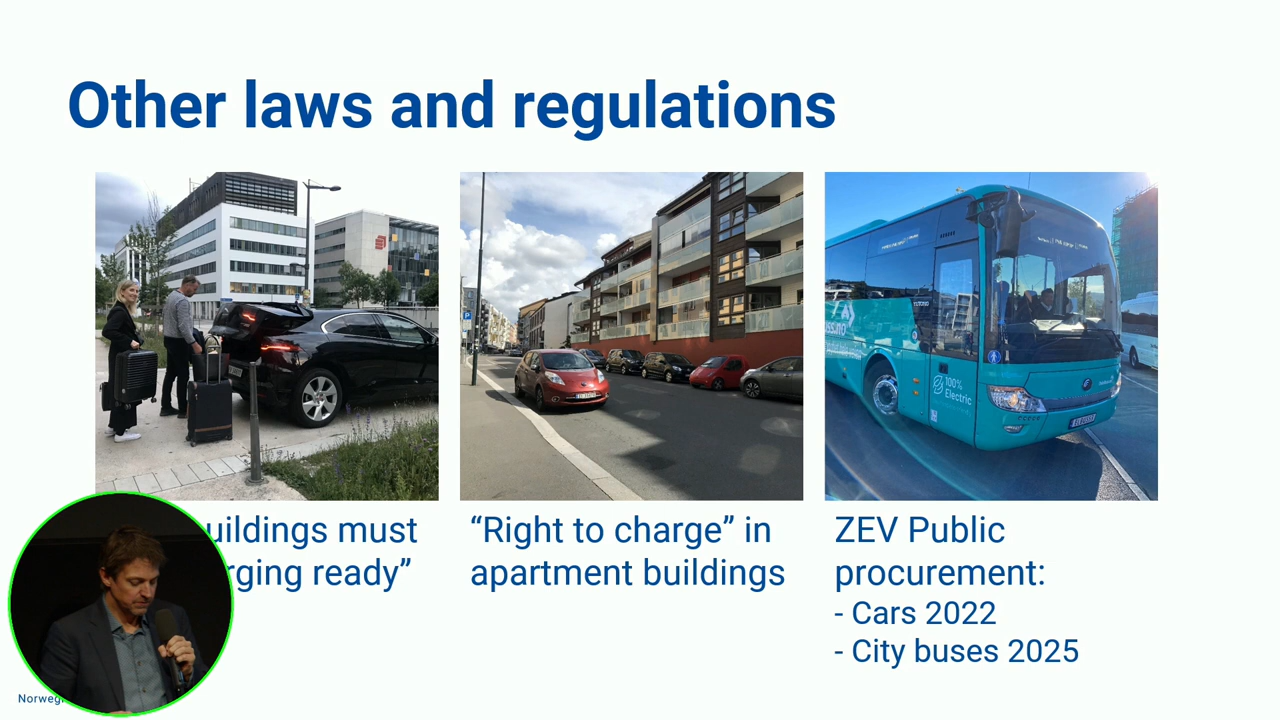 Other laws and regulations
100%
Electric
uildings must
rging ready”
“Right to charge” in
apartment buildings
ZEV Public
procurement:
- Cars 2022
- City buses 2025
Norweg